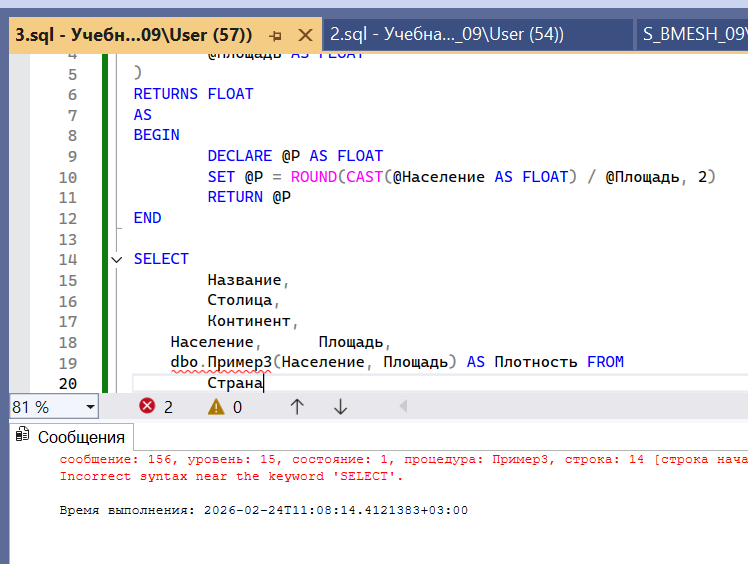 3.sql - Учебн...09\User (57))
2.sql - Учебна..._09\User (54))
S_BMESH_09\
4 @Площадь AS FLOAT
5 )
6 RETURNS FLOAT
7 AS
8 BEGIN
9 DECLARE @P AS FLOAT
10 SET @P = ROUND(CAST(@Население AS FLOAT) / @Площадь, 2)
11 RETURN @P
12 END
13
14 SELECT
15 Название,
16 Столица,
17 Континент,
18 Население, Площадь,
19 dbo.Пример3(Население, Площадь) AS Плотность FROM
20 Страна
81 % 2 0
Сообщения
сообщение: 156, уровень: 15, состояние: 1, процедура: Пример3, строка: 14 [строка нача
Incorrect syntax near the keyword 'SELECT'.
Время выполнения: 2026-02-24T11:08:14.4121383+03:00